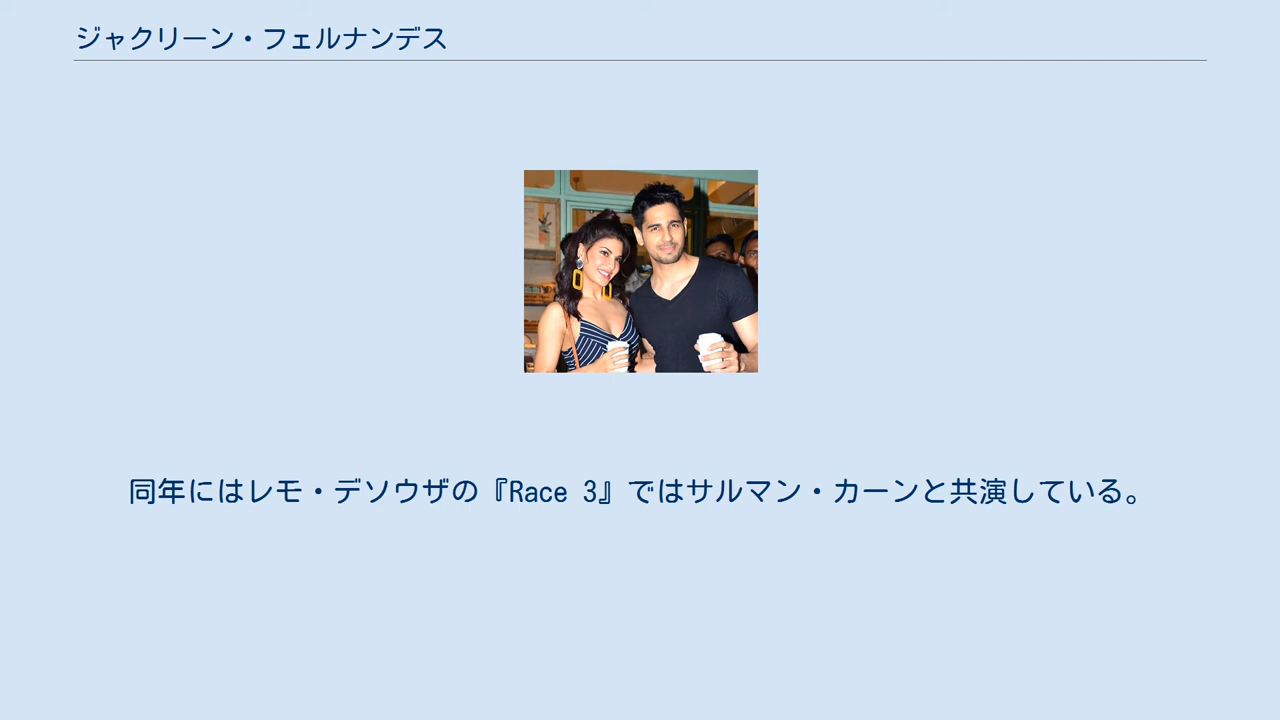 ジャクリーン・フェルナンデス
同年にはレモ・デソウザの『Race 3』ではサルマン・カーンと共演している。